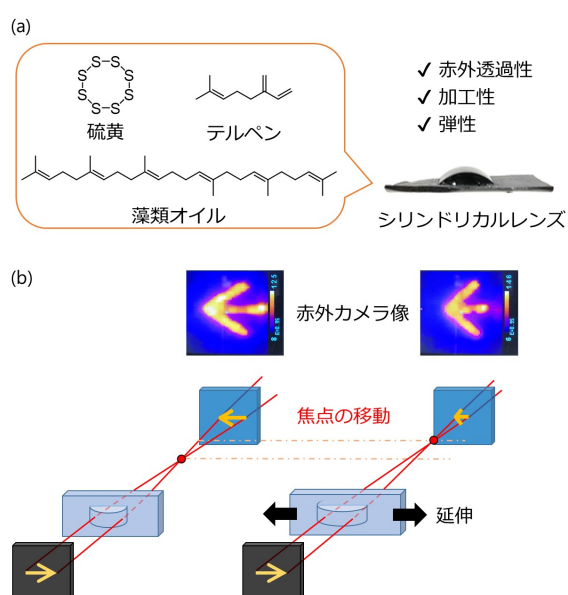 (a)
S
S
S
S
S
S
S
S
硫黄
テルペン
藻類オイル
✓ 赤外透過性
✓ 加工性
✓ 弾性
シリンドリカルレンズ
(b)
赤外カメラ像
焦点の移動
延伸